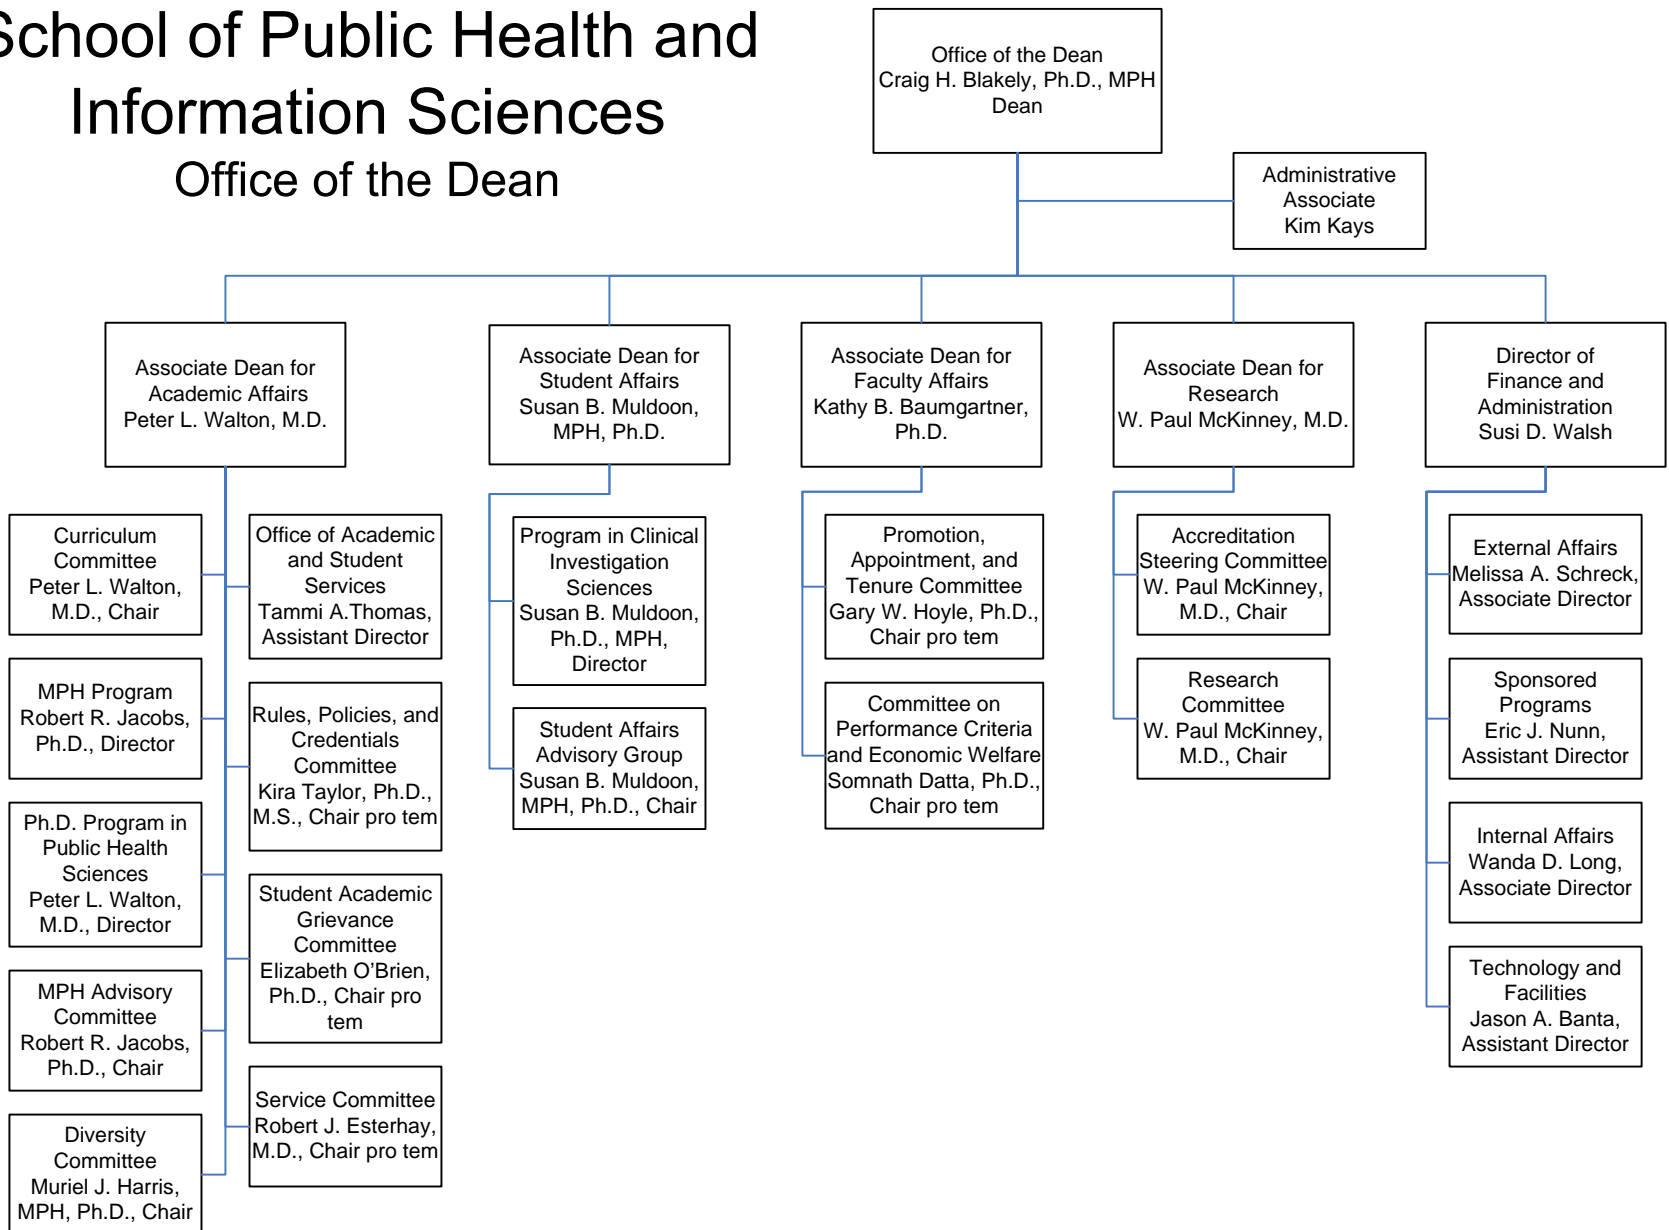 School of Public Health and
Information Sciences
Office of the Dean
Office of the Dean
Craig H. Blakely, Ph.D., MPH
Dean
Administrative
Associate
Kim Kays
Associate Dean for
Academic Affairs
Peter L. Walton, M.D.
Associate Dean for
Student Affairs
Susan B. Muldoon,
MPH, Ph.D.
Associate Dean for
Faculty Affairs
Kathy B. Baumgartner,
Ph.D.
Associate Dean for
Research
W. Paul McKinney, M.D.
Director of
Finance and
Administration
Susi D. Walsh
Curriculum
Committee
Peter L. Walton,
M.D., Chair
MPH Program
Robert R. Jacobs,
Ph.D., Director
Ph.D. Program in
Public Health
Sciences
Peter L. Walton,
M.D., Director
MPH Advisory
Committee
Robert R. Jacobs,
Ph.D., Chair
Diversity
Committee
Muriel J. Harris,
MPH, Ph.D., Chair
Office of Academic
and Student
Services
Tammi A.Thomas,
Assistant Director
Rules, Policies, and
Credentials
Committee
Kira Taylor, Ph.D.,
M.S., Chair pro tem
Student Academic
Grievance
Committee
Elizabeth O’Brien,
Ph.D., Chair pro
tem
Service Committee
Robert J. Esterhay,
M.D., Chair pro tem
Program in Clinical
Investigation
Sciences
Susan B. Muldoon,
Ph.D., MPH,
Director
Student Affairs
Advisory Group
Susan B. Muldoon,
MPH, Ph.D., Chair
Promotion,
Appointment, and
Tenure Committee
Gary W. Hoyle, Ph.D.,
Chair pro tem
Committee on
Performance Criteria
and Economic Welfare
Somnath Datta, Ph.D.,
Chair pro tem
Accreditation
Steering Committee
W. Paul McKinney,
M.D., Chair
Research
Committee
W. Paul McKinney,
M.D., Chair
External Affairs
Melissa A. Schreck,
Associate Director
Sponsored
Programs
Eric J. Nunn,
Assistant Director
Internal Affairs
Wanda D. Long,
Associate Director
Technology and
Facilities
Jason A. Banta,
Assistant Director